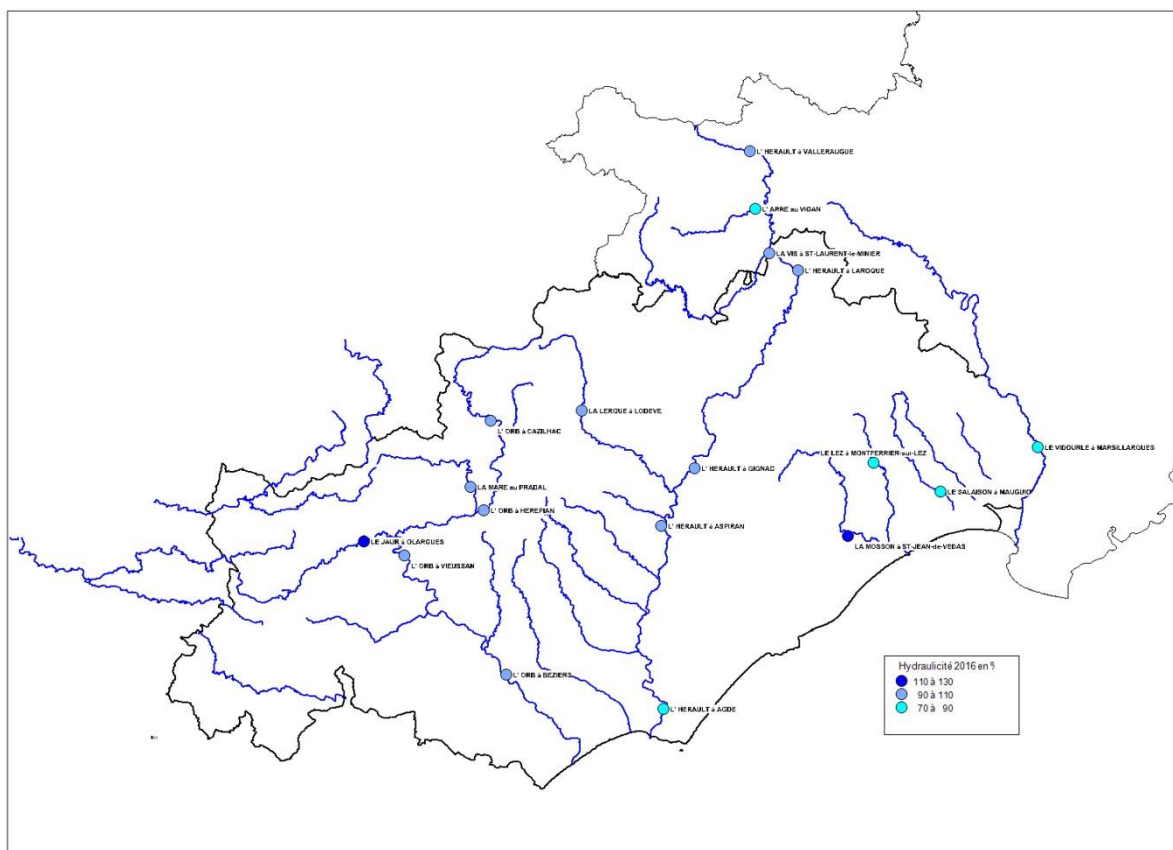 L' HERAULT à VALLERAUGUE
L' ARRE au VIGAN
LA VIS à ST-LAURENT-le-MINIER
L' HERAULT à LAROQUE
LA LERGUE à LODEVE
L' ORB à CAZILHAC
LE VIDOURLE à MARSILLARGUES
LE LEZ à MONTFERRIER-sur-LEZ
L' HERAULT à GIGNAC
LA MARE au PRADAL
LE SALAISON à MAUGUIO
L' ORB à HEREPIAN
L' HERAULT à ASPIRAN
LE JAUR à OLARGUES
LA MOSSON à ST-JEAN-de-VEDAS
L' ORB à VIEUSSAN
L' ORB à BEZIERS
L' HERAULT à AGDE
Hydraulicité 2016 en %
110 à 130
90 à 110
70 à 90